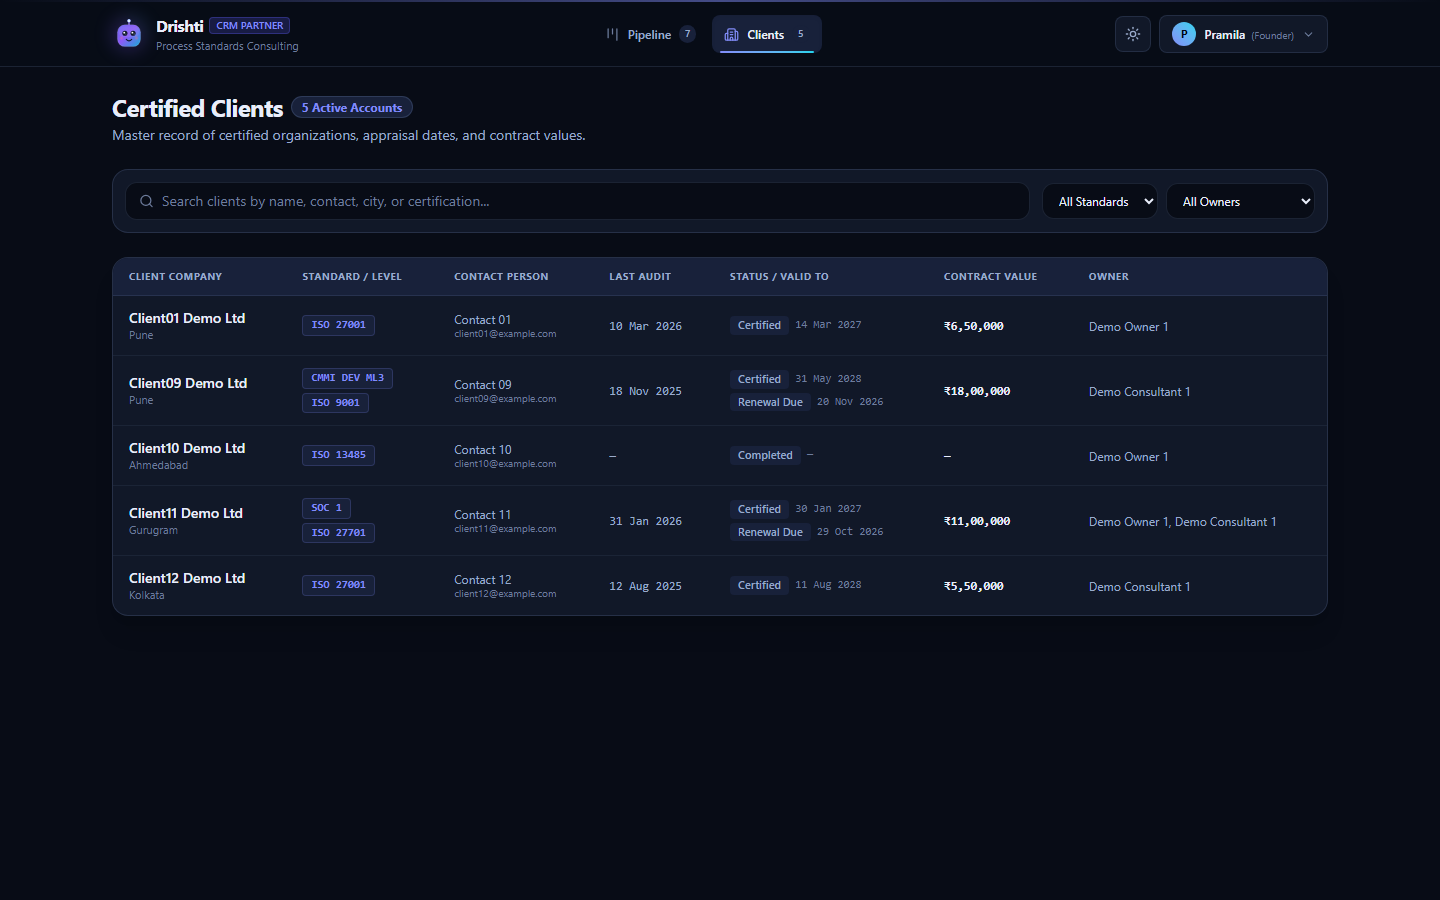 Drishti CRM PARTNER
Process Standards Consulting
Pipeline 7
Clients 5
P Pramila (Founder)
Certified Clients 5 Active Accounts
Master record of certified organizations, appraisal dates, and contract values.
Search clients by name, contact, city, or certification...
All Standards
All Owners
CLIENT COMPANY STANDARD / LEVEL CONTACT PERSON LAST AUDIT STATUS / VALID TO CONTRACT VALUE OWNER
Client01 Demo Ltd
Pune
ISO 27001
Contact 01
client01@example.com
10 Mar 2026
Certified 14 Mar 2027
₹6,50,000
Demo Owner 1
Client09 Demo Ltd
Pune
CMMI DEV ML3
ISO 9001
Contact 09
client09@example.com
18 Nov 2025
Certified 31 May 2028
Renewal Due 20 Nov 2026
₹18,00,000
Demo Consultant 1
Client10 Demo Ltd
Ahmedabad
ISO 13485
Contact 10
client10@example.com
—
Completed —
—
Demo Owner 1
Client11 Demo Ltd
Gurugram
SOC 1
ISO 27701
Contact 11
client11@example.com
31 Jan 2026
Certified 30 Jan 2027
Renewal Due 29 Oct 2026
₹11,00,000
Demo Owner 1, Demo Consultant 1
Client12 Demo Ltd
Kolkata
ISO 27001
Contact 12
client12@example.com
12 Aug 2025
Certified 11 Aug 2028
₹5,50,000
Demo Consultant 1